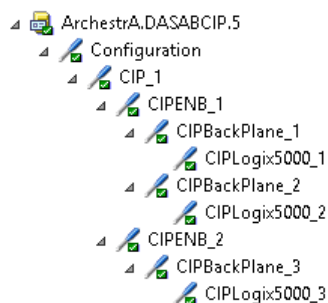 ArchestrA.DASABCIP.5
Configuration
CIP_1
CIPENB_1
CIPBackPlane_1
CIPLogix5000_1
CIPBackPlane_2
CIPLogix5000_2
CIPENB_2
CIPBackPlane_3
CIPLogix5000_3